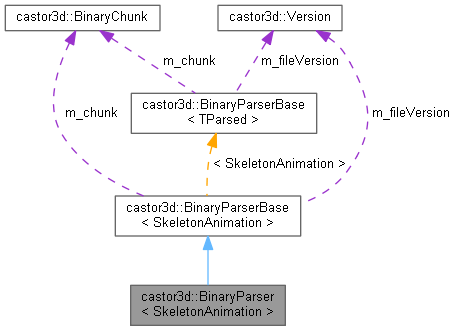 castor3d::BinaryChunk
castor3d::Version
m_chunk
m_fileVersion
castor3d::BinaryParserBase
< TParsed >
m_chunk
m_fileVersion
< SkeletonAnimation >
castor3d::BinaryParserBase
< SkeletonAnimation >
castor3d::BinaryParser
< SkeletonAnimation >